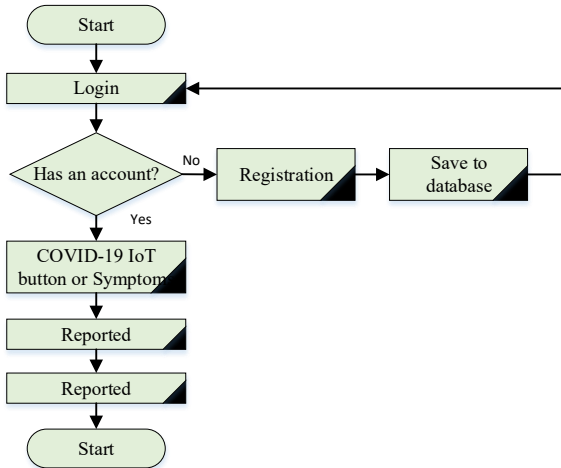 Start
Login
Has an account?
No
Registration
Save to
database
Yes
COVID-19 IoT
button or Symptom
Reported
Reported
Start